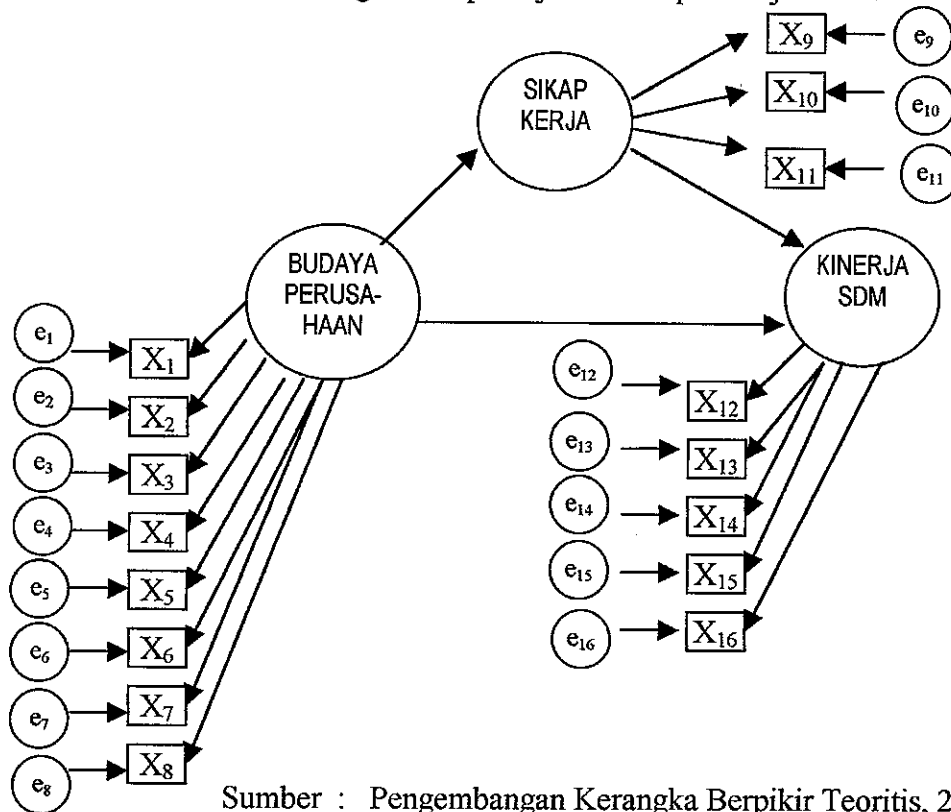 SIKAP
KERJA
X9
e9
X10
e10
X11
e11
BUDAYA
PERUSA-
HAAN
KINERJA
SDM
e1
X1
e2
X2
e3
X3
e4
X4
e5
X5
e6
X6
e7
X7
e8
X8
e12
X12
e13
X13
e14
X14
e15
X15
e16
X16
Sumber : Pengembangan Kerangka Berpikir Teoritis,